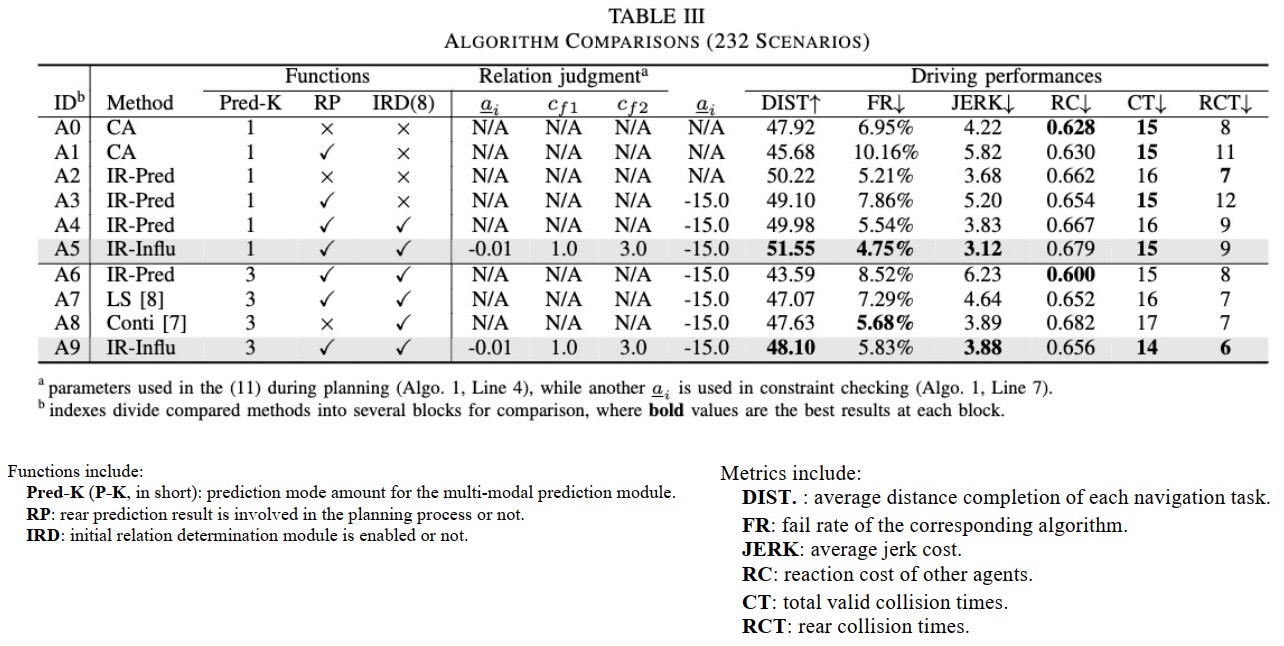 TABLE III
ALGORITHM COMPARISONS (232 SCENARIOS)
Functions Relation judgmentᵃ Driving performances
IDᵇ Method Pred-K RP IRD(8) a̲ᵢ c_f1 c_f2 a̲ᵢ DIST↑ FR↓ JERK↓ RC↓ CT↓ RCT↓
A0 CA 1 × × N/A N/A N/A N/A 47.92 6.95% 4.22 0.628 15 8
A1 CA 1 ✓ × N/A N/A N/A N/A 45.68 10.16% 5.82 0.630 15 11
A2 IR-Pred 1 × × N/A N/A N/A N/A 50.22 5.21% 3.68 0.662 16 7
A3 IR-Pred 1 ✓ × N/A N/A N/A -15.0 49.10 7.86% 5.20 0.654 15 12
A4 IR-Pred 1 ✓ ✓ N/A N/A N/A -15.0 49.98 5.54% 3.83 0.667 16 9
A5 IR-Influ 1 ✓ ✓ -0.01 1.0 3.0 -15.0 51.55 4.75% 3.12 0.679 15 9
A6 IR-Pred 3 ✓ ✓ N/A N/A N/A -15.0 43.59 8.52% 6.23 0.600 15 8
A7 LS [8] 3 ✓ ✓ N/A N/A N/A -15.0 47.07 7.29% 4.64 0.652 16 7
A8 Conti [7] 3 × ✓ N/A N/A N/A -15.0 47.63 5.68% 3.89 0.682 17 7
A9 IR-Influ 3 ✓ ✓ -0.01 1.0 3.0 -15.0 48.10 5.83% 3.88 0.656 14 6
ᵃ parameters used in the (11) during planning (Algo. 1, Line 4), while another a̲ᵢ is used in constraint checking (Algo. 1, Line 7).
ᵇ indexes divide compared methods into several blocks for comparison, where bold values are the best results at each block.
Functions include:
Pred-K (P-K, in short): prediction mode amount for the multi-modal prediction module.
RP: rear prediction result is involved in the planning process or not.
IRD: initial relation determination module is enabled or not.
Metrics include:
DIST. : average distance completion of each navigation task.
FR: fail rate of the corresponding algorithm.
JERK: average jerk cost.
RC: reaction cost of other agents.
CT: total valid collision times.
RCT: rear collision times.